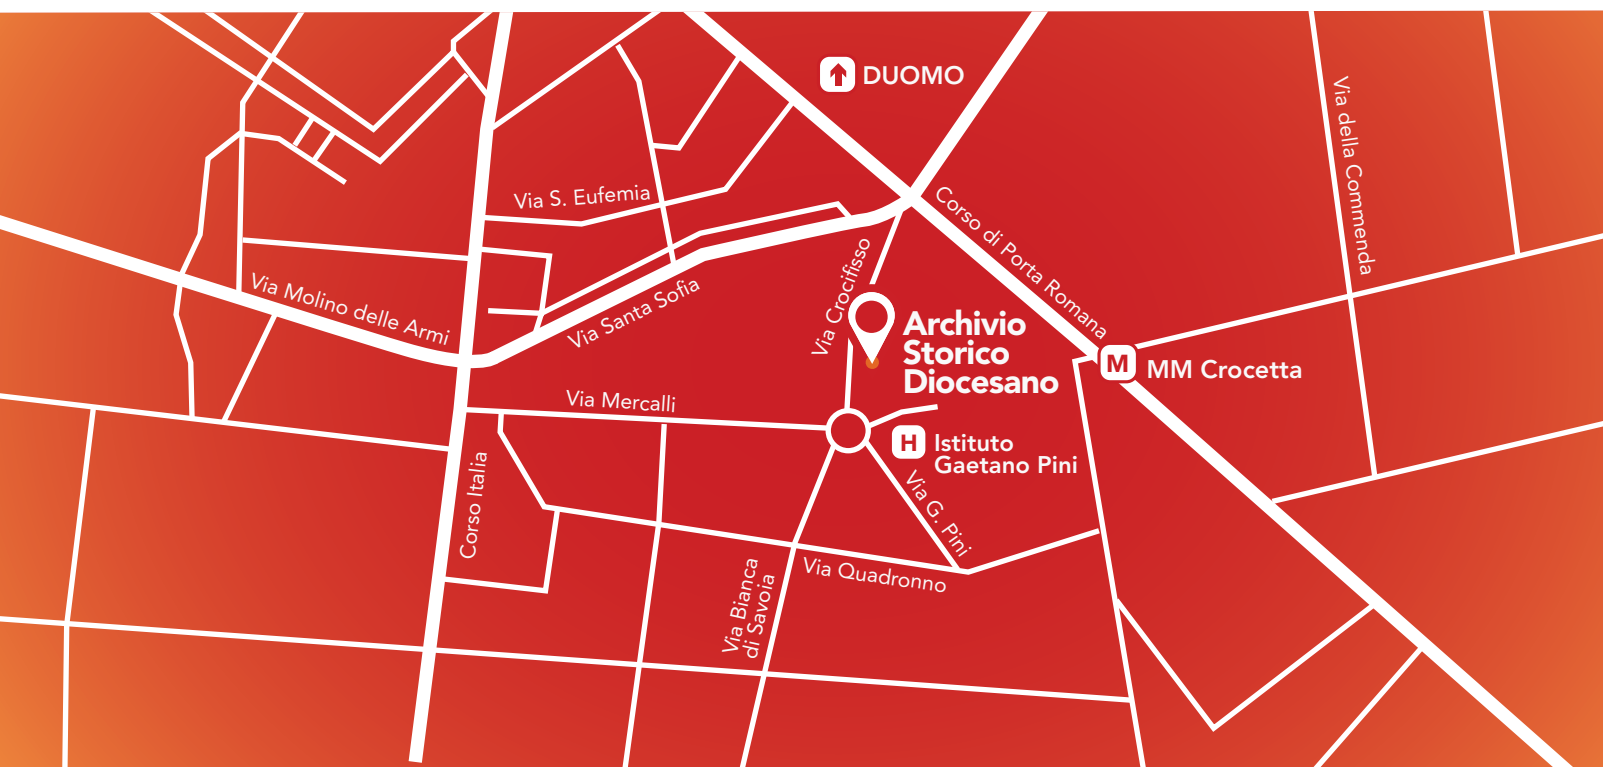 DUOMO
Via della Commenda
Via S. Eufemia
Corso di Porta Romana
Via Crocifisso
Via Molino delle Armi
Via Santa Sofia
Archivio
Storico
Diocesano
M
MM Crocetta
Via Mercalli
H
Istituto
Gaetano Pini
Corso Italia
Via G. Pini
Via Quadronno
Via Bianca
di Savoia